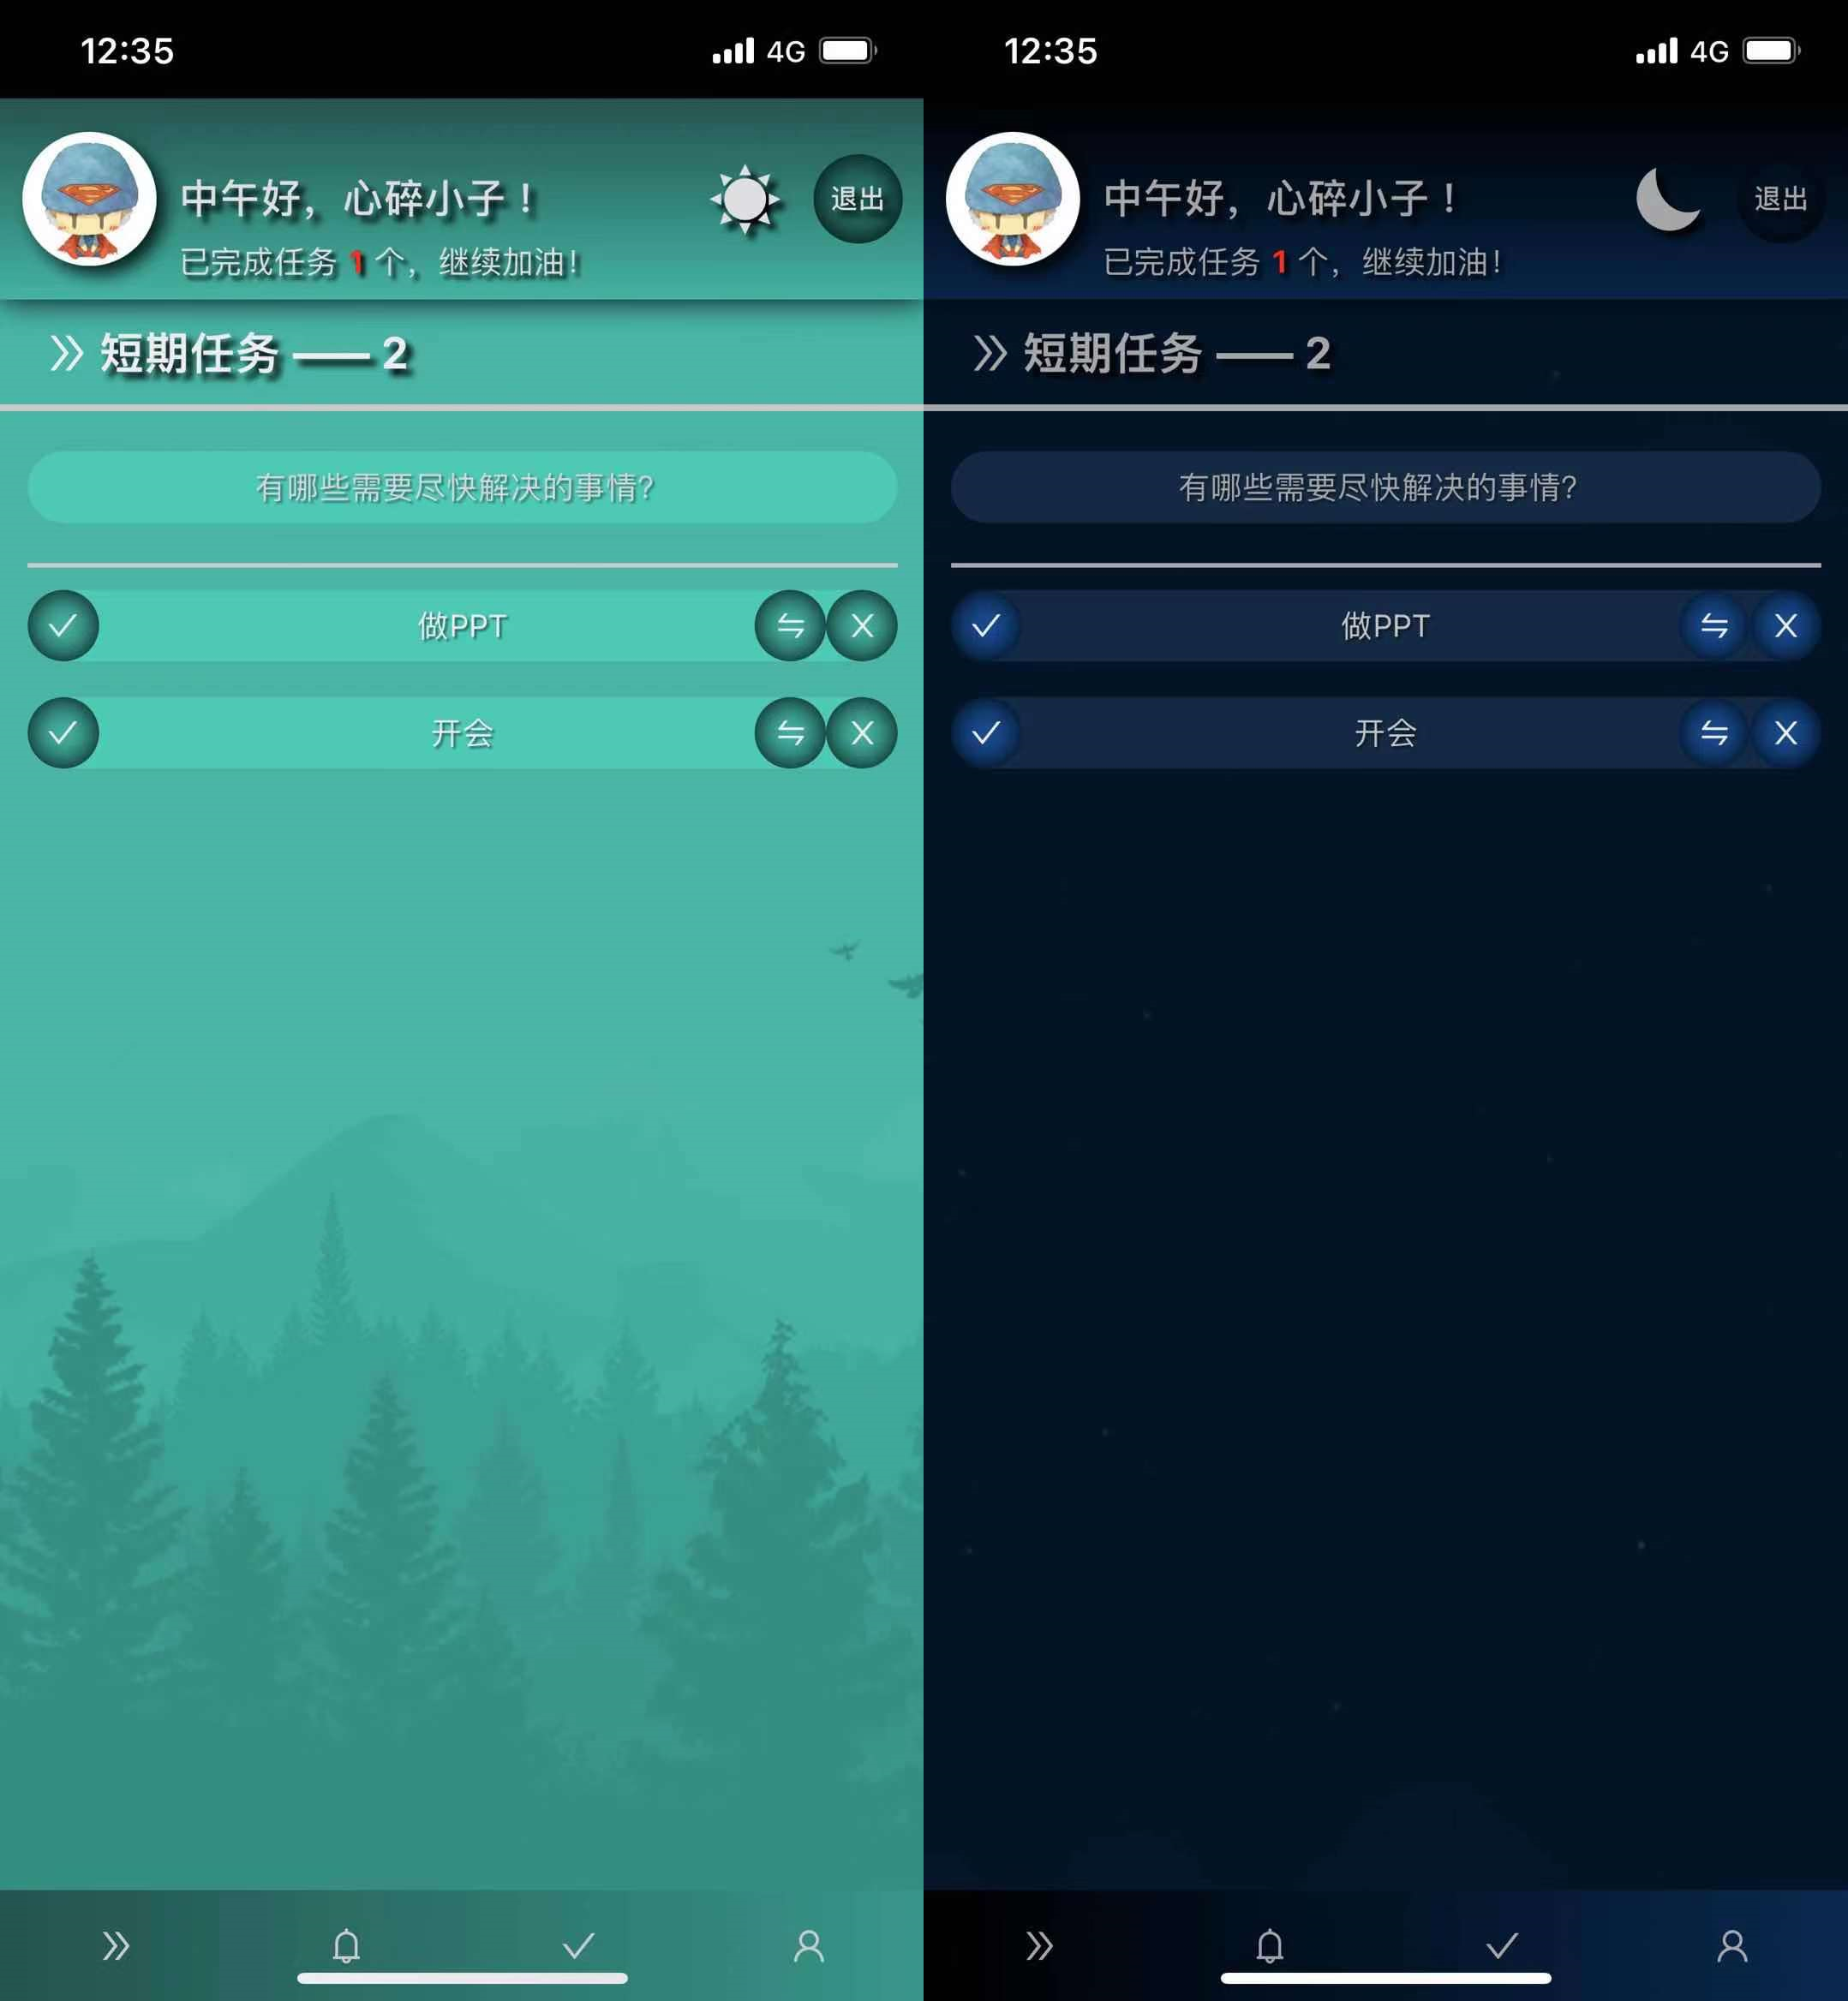 12:35 4G
中午好，心碎小子！
退出
已完成任务 1 个，继续加油！
短期任务 —— 2
有哪些需要尽快解决的事情？
做PPT
开会
12:35 4G
中午好，心碎小子！
退出
已完成任务 1 个，继续加油！
短期任务 —— 2
有哪些需要尽快解决的事情？
做PPT
开会